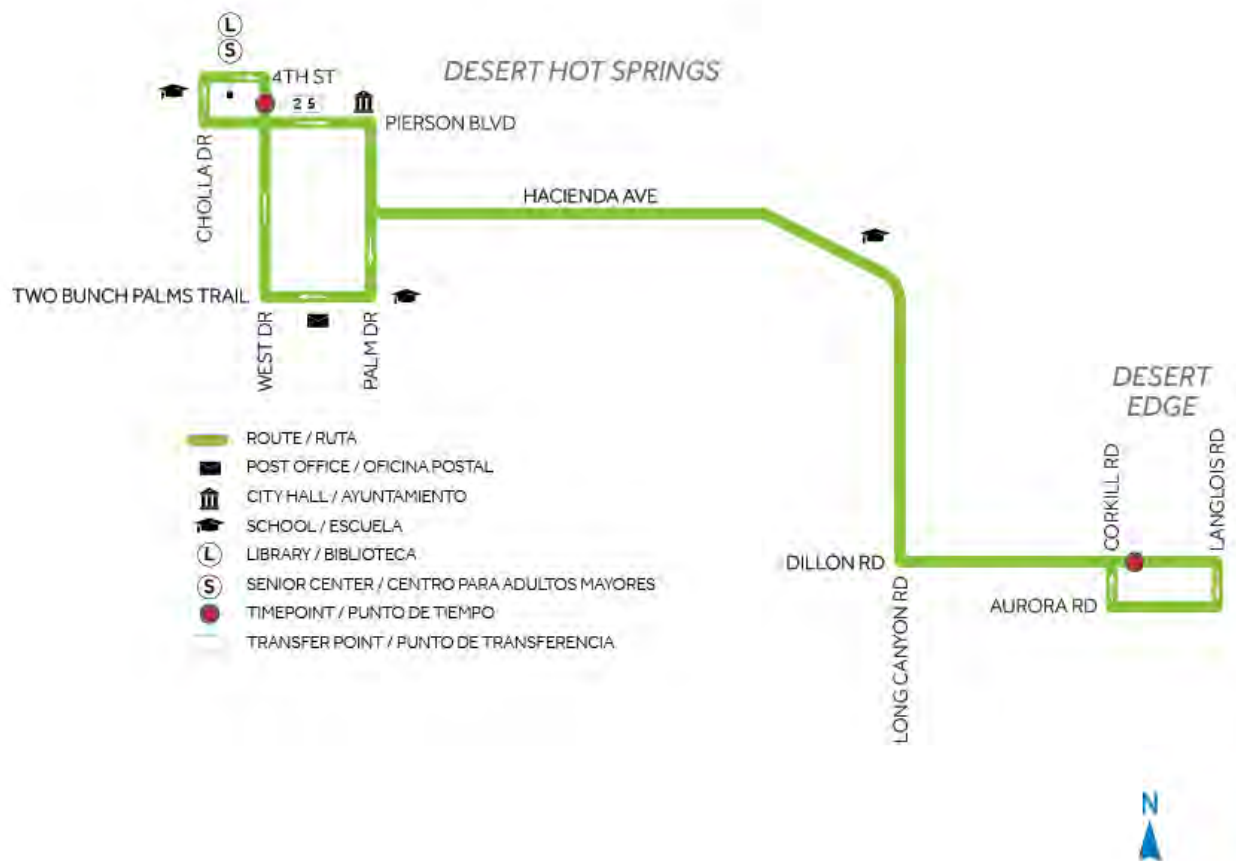 L
S
4TH ST
DESERT HOT SPRINGS
2 5
PIERSON BLVD
CHOLLA DR
HACIENDA AVE
TWO BUNCH PALMS TRAIL
WEST DR
PALM DR
DESERT
EDGE
ROUTE / RUTA
POST OFFICE / OFICINA POSTAL
CITY HALL / AYUNTAMIENTO
SCHOOL / ESCUELA
L LIBRARY / BIBLIOTECA
S SENIOR CENTER / CENTRO PARA ADULTOS MAYORES
TIMEPOINT / PUNTO DE TIEMPO
TRANSFER POINT / PUNTO DE TRANSFERENCIA
CORKILL RD
LANGLOIS RD
DILLON RD
LONG CANYON RD
AURORA RD
N